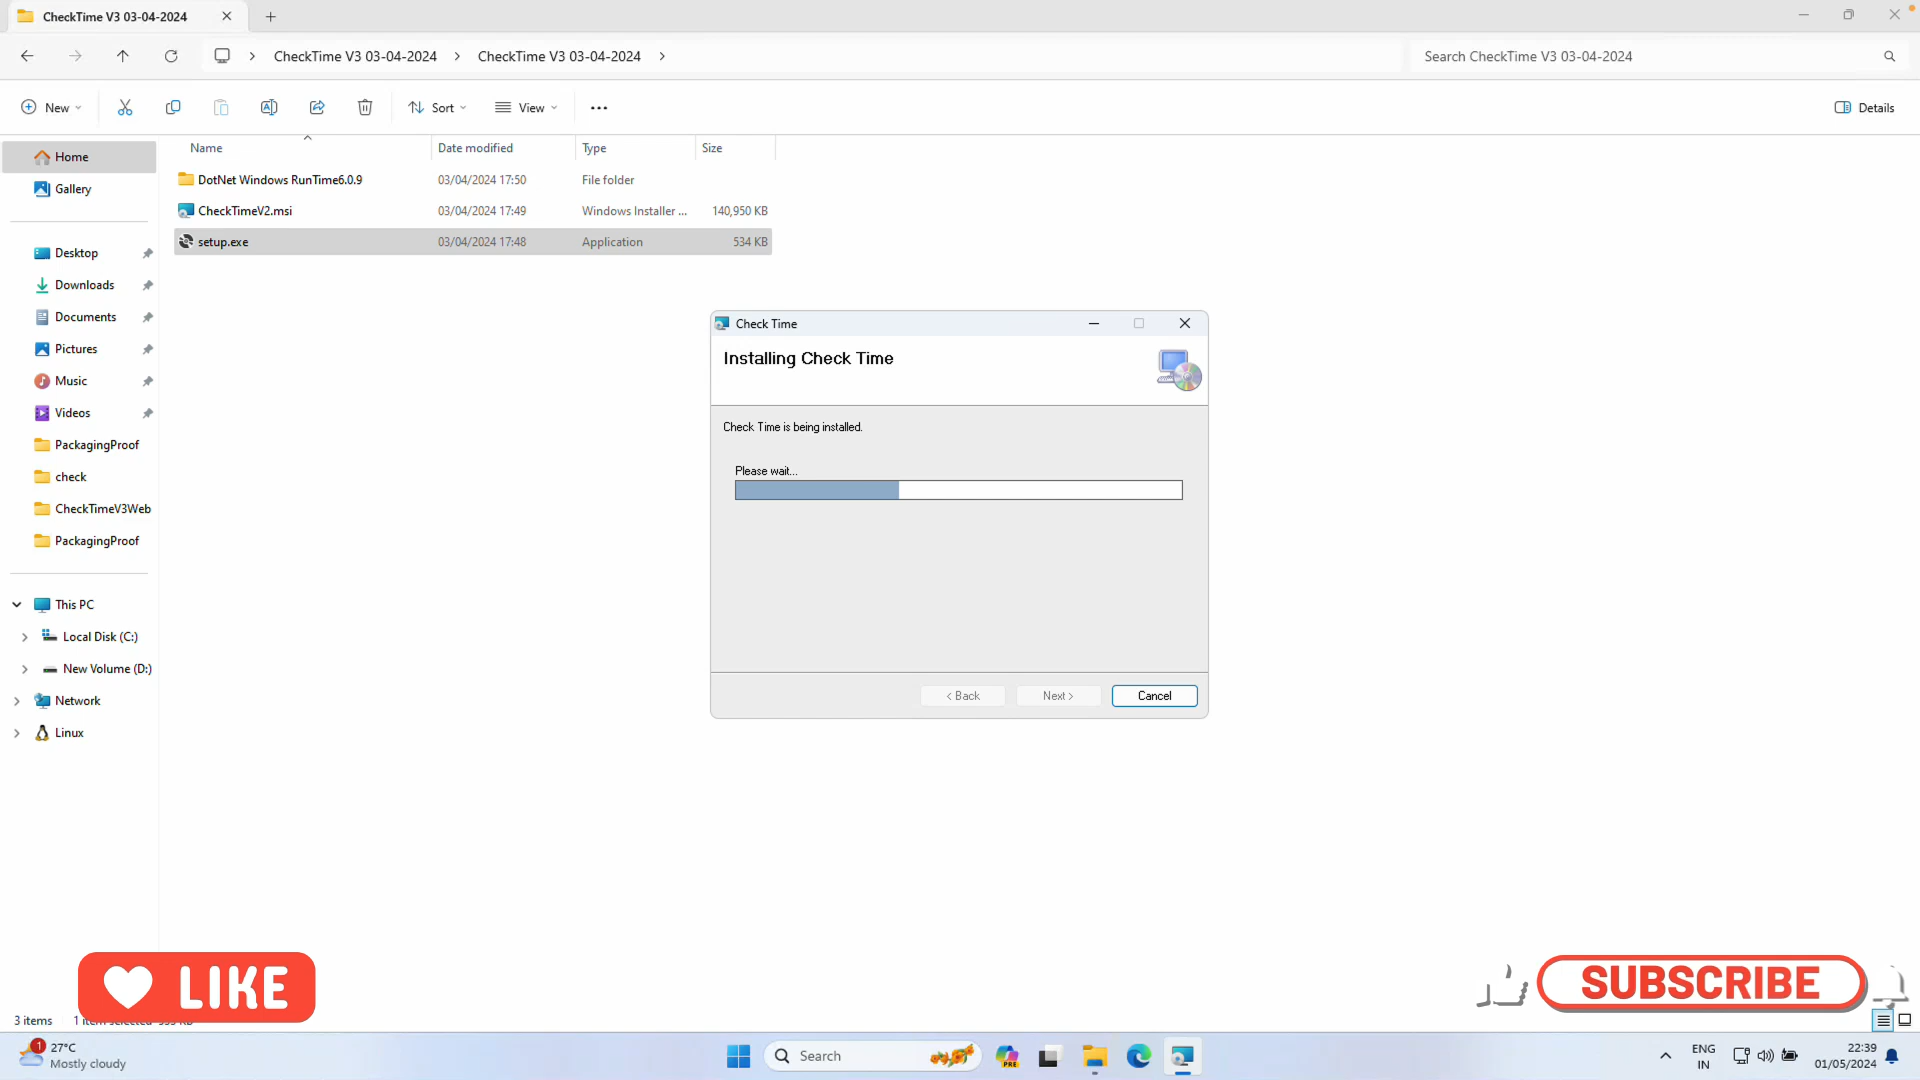 CheckTime V3 03-04-2024
CheckTime V3 03-04-2024 CheckTime V3 03-04-2024 Search CheckTime V3 03-04-2024
New Sort View Details
Home
Gallery
Desktop
Downloads
Documents
Pictures
Music
Videos
PackagingProof
check
CheckTimeV3Web
PackagingProof
This PC
Local Disk (C:)
New Volume (D:)
Network
Linux
Name Date modified Type Size
DotNet Windows RunTime6.0.9 03/04/2024 17:50 File folder
CheckTimeV2.msi 03/04/2024 17:49 Windows Installer ... 140,950 KB
setup.exe 03/04/2024 17:48 Application 534 KB
Check Time
Installing Check Time
Check Time is being installed.
Please wait...
< Back Next > Cancel
LIKE
SUBSCRIBE
3 items
1
27°C
Mostly cloudy
Search
PRE
ENG
IN
22:39
01/05/2024